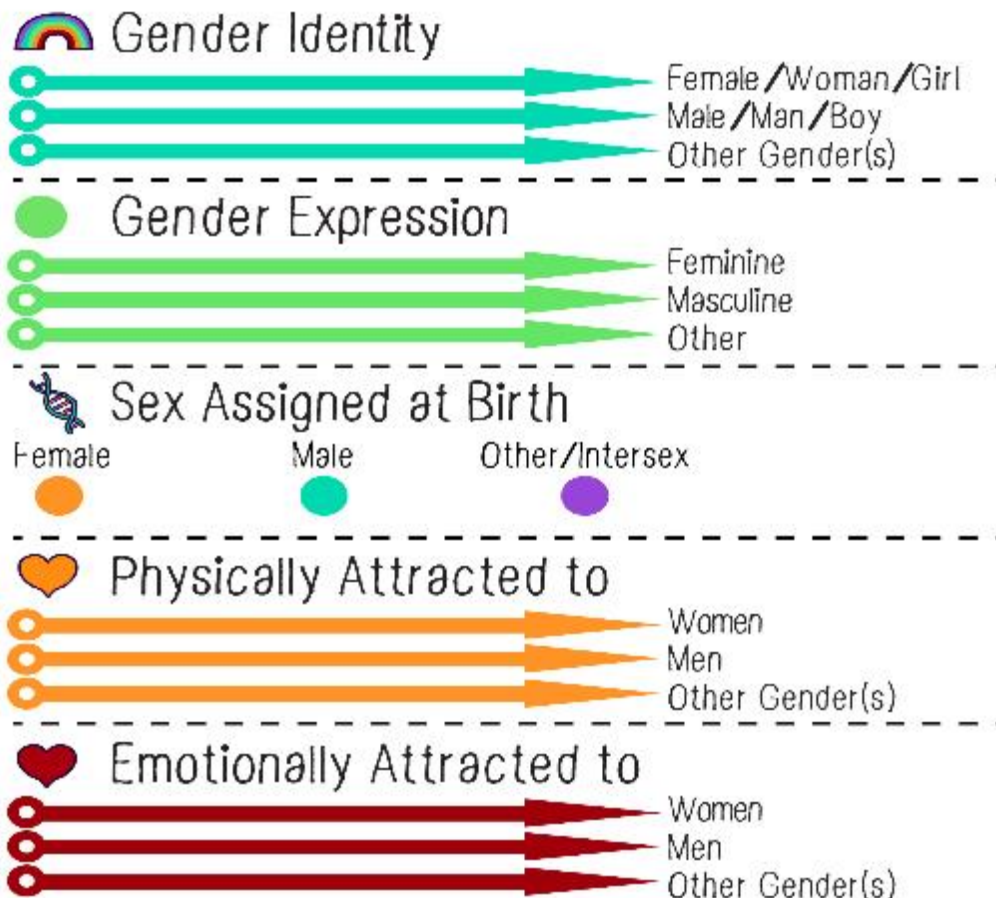 Gender Identity
Female/Woman/Girl
Male/Man/Boy
Other Gender(s)
Gender Expression
Feminine
Masculine
Other
Sex Assigned at Birth
Female Male Other/Intersex
Physically Attracted to
Women
Men
Other Gender(s)
Emotionally Attracted to
Women
Men
Other Gender(s)